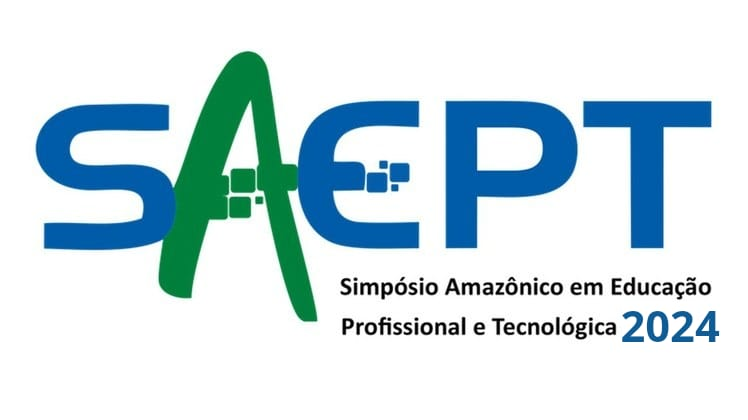 SAEPT
Simpósio Amazônico em Educação
Profissional e Tecnológica 2024